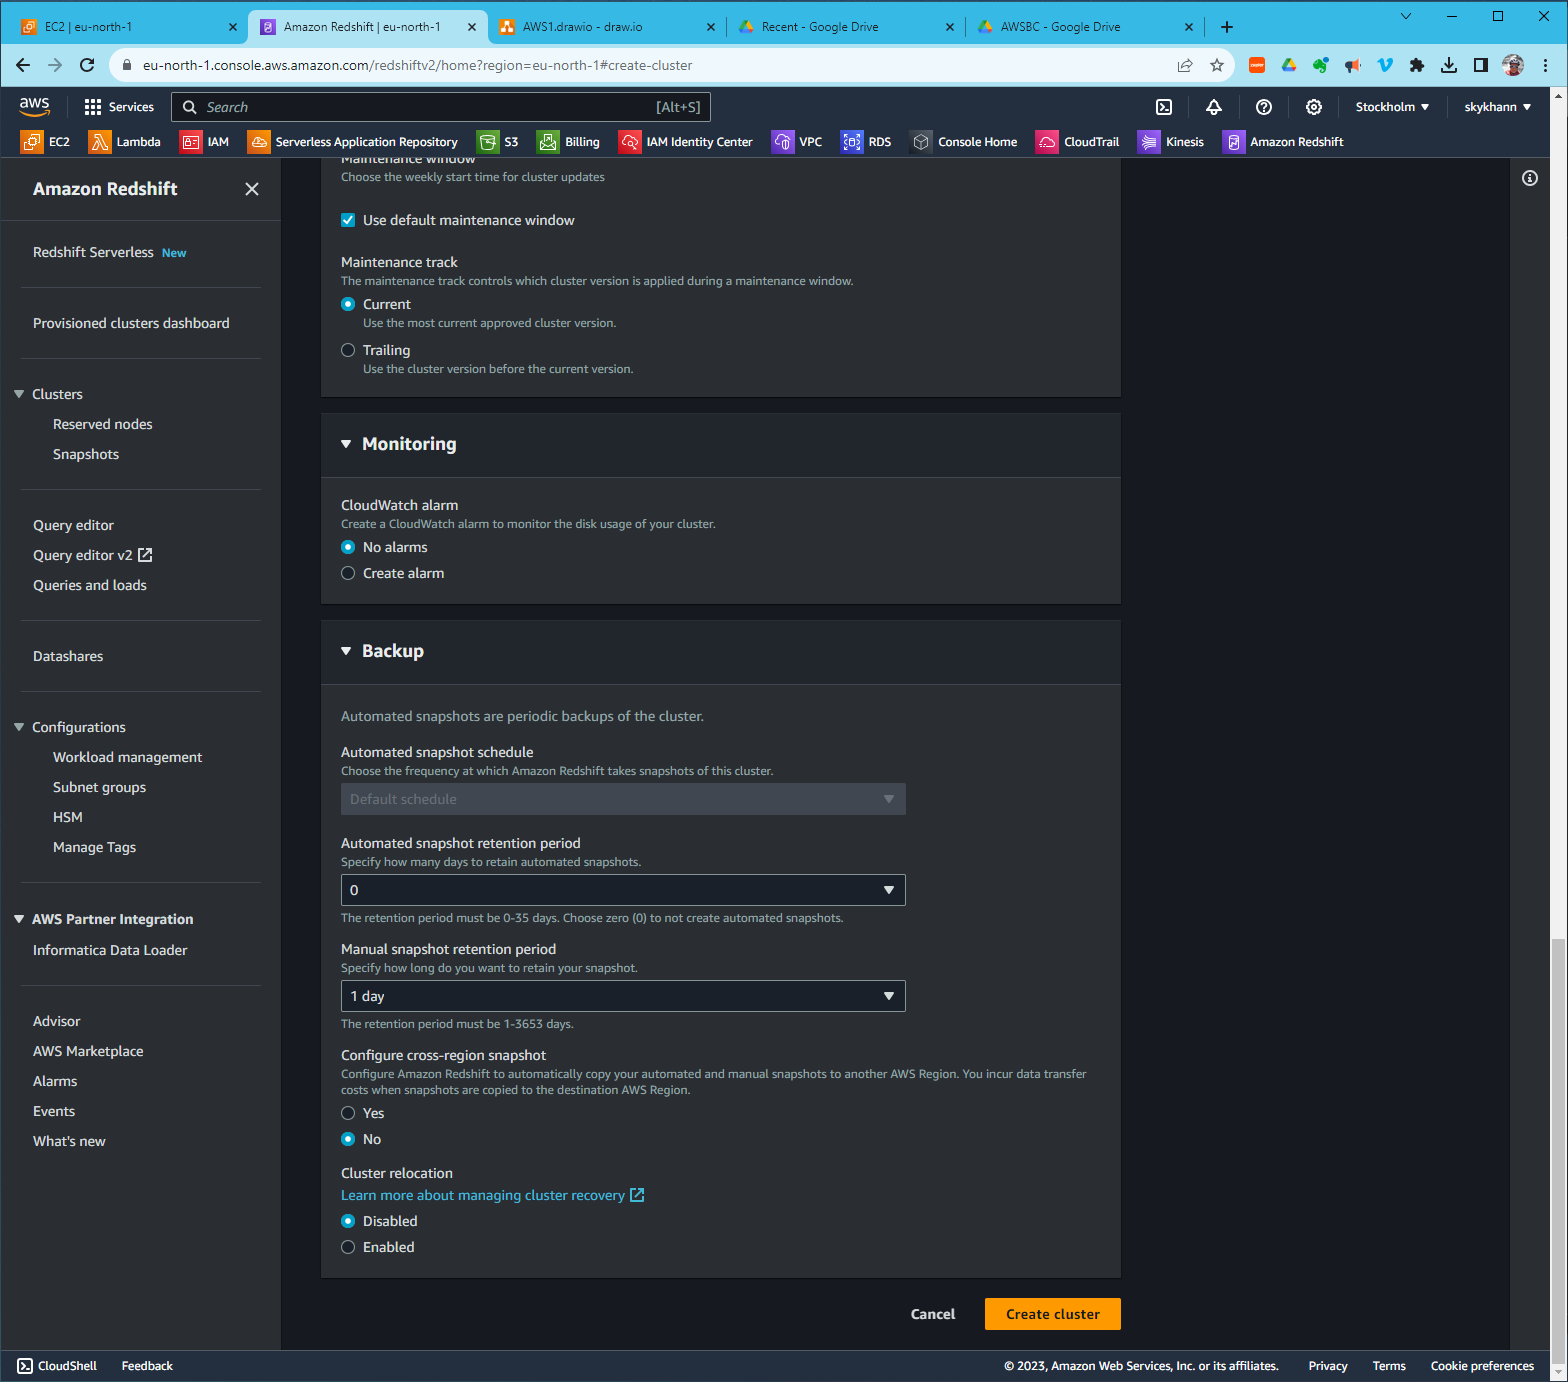 EC2 | eu-north-1
Amazon Redshift | eu-north-1
AWS1.drawio - draw.io
Recent - Google Drive
AWSBC - Google Drive
eu-north-1.console.aws.amazon.com/redshiftv2/home?region=eu-north-1#create-cluster
aws
Services
Search
[Alt+S]
Stockholm
skykhann
EC2
Lambda
IAM
Serverless Application Repository
S3
Billing
IAM Identity Center
VPC
RDS
Console Home
CloudTrail
Kinesis
Amazon Redshift
Amazon Redshift
Redshift Serverless New
Provisioned clusters dashboard
Clusters
Reserved nodes
Snapshots
Query editor
Query editor v2
Queries and loads
Datashares
Configurations
Workload management
Subnet groups
HSM
Manage Tags
AWS Partner Integration
Informatica Data Loader
Advisor
AWS Marketplace
Alarms
Events
What's new
Maintenance window
Choose the weekly start time for cluster updates
Use default maintenance window
Maintenance track
The maintenance track controls which cluster version is applied during a maintenance window.
Current
Use the most current approved cluster version.
Trailing
Use the cluster version before the current version.
Monitoring
CloudWatch alarm
Create a CloudWatch alarm to monitor the disk usage of your cluster.
No alarms
Create alarm
Backup
Automated snapshots are periodic backups of the cluster.
Automated snapshot schedule
Choose the frequency at which Amazon Redshift takes snapshots of this cluster.
Default schedule
Automated snapshot retention period
Specify how many days to retain automated snapshots.
0
The retention period must be 0-35 days. Choose zero (0) to not create automated snapshots.
Manual snapshot retention period
Specify how long do you want to retain your snapshot.
1 day
The retention period must be 1-3653 days.
Configure cross-region snapshot
Configure Amazon Redshift to automatically copy your automated and manual snapshots to another AWS Region. You incur data transfer
costs when snapshots are copied to the destination AWS Region.
Yes
No
Cluster relocation
Learn more about managing cluster recovery
Disabled
Enabled
Cancel
Create cluster
CloudShell
Feedback
© 2023, Amazon Web Services, Inc. or its affiliates.
Privacy
Terms
Cookie preferences